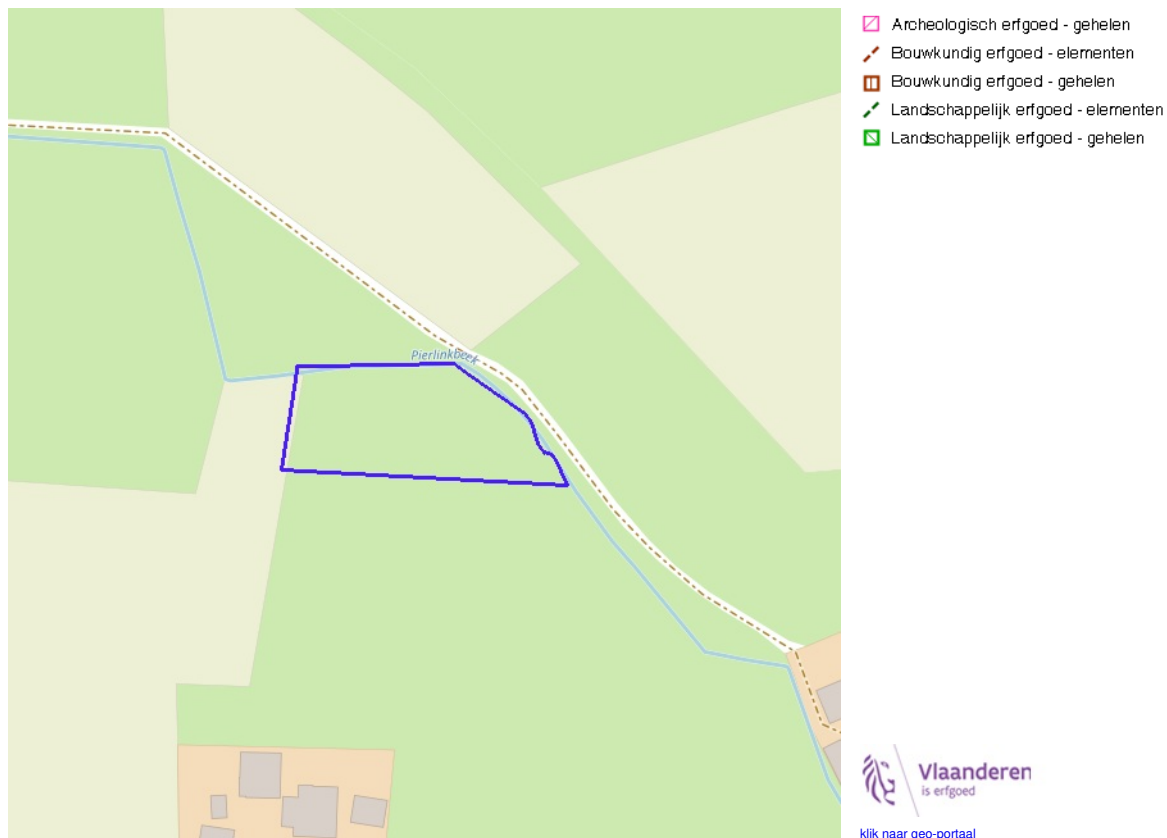 Archeologisch erfgoed - gehelen
Bouwkundig erfgoed - elementen
Bouwkundig erfgoed - gehelen
Landschappelijk erfgoed - elementen
Landschappelijk erfgoed - gehelen
Pierlinkbeek
Vlaanderen
is erfgoed
klik naar geo-portaal